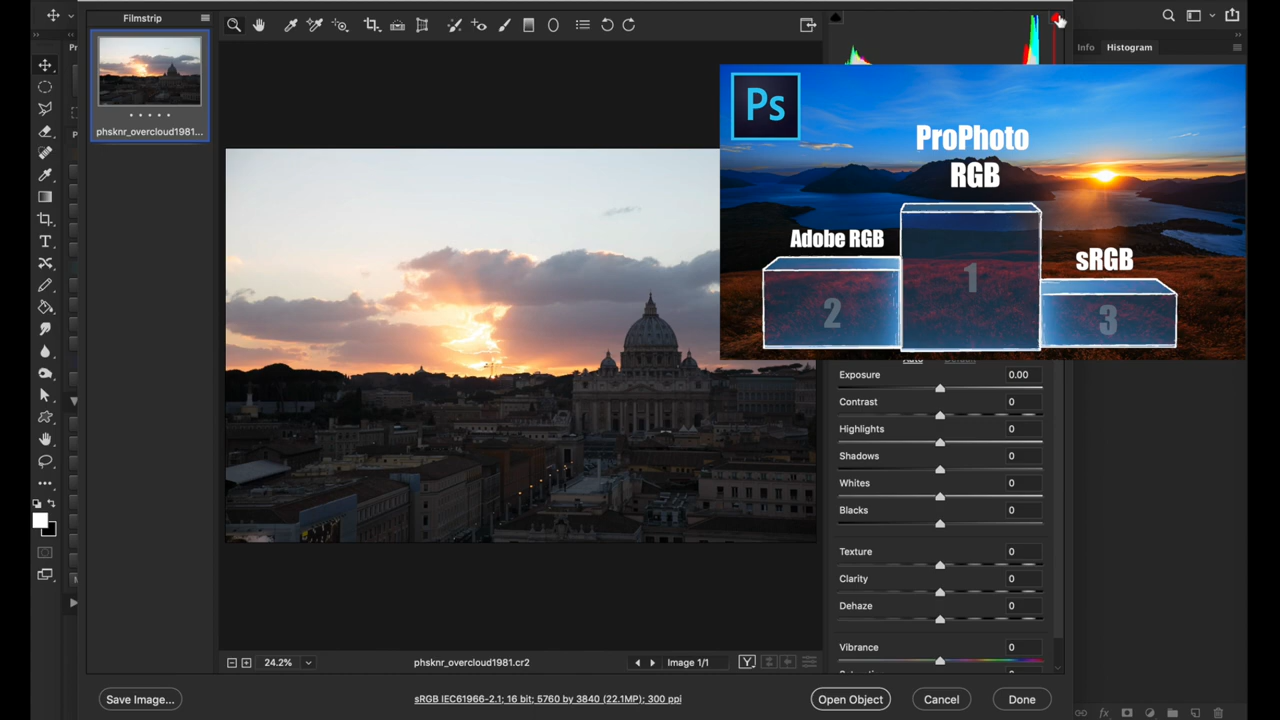 Filmstrip
phsknr_overcloud1981...
Info
Histogram
Ps
ProPhoto
RGB
Adobe RGB
sRGB
1
2
3
Exposure 0.00
Contrast 0
Highlights 0
Shadows 0
Whites 0
Blacks 0
Texture 0
Clarity 0
Dehaze 0
Vibrance 0
24.2%
phsknr_overcloud1981.cr2
Image 1/1
Y
Save Image...
sRGB IEC61966-2.1; 16 bit; 5760 by 3840 (22.1MP); 300 ppi
Open Object
Cancel
Done
fx